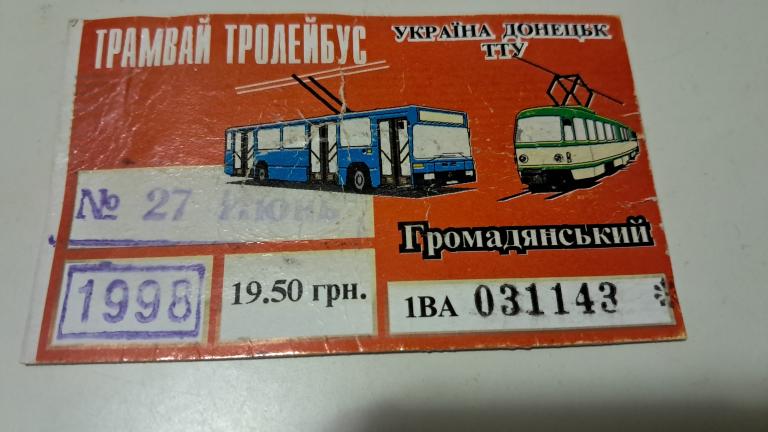 ТРАМВАЙ ТРОЛЕЙБУС
УКРАЇНА ДОНЕЦЬК
ТТУ
№ 27 Июнь
Громадянський
1998
19.50 грн.
1ВА 031143 *